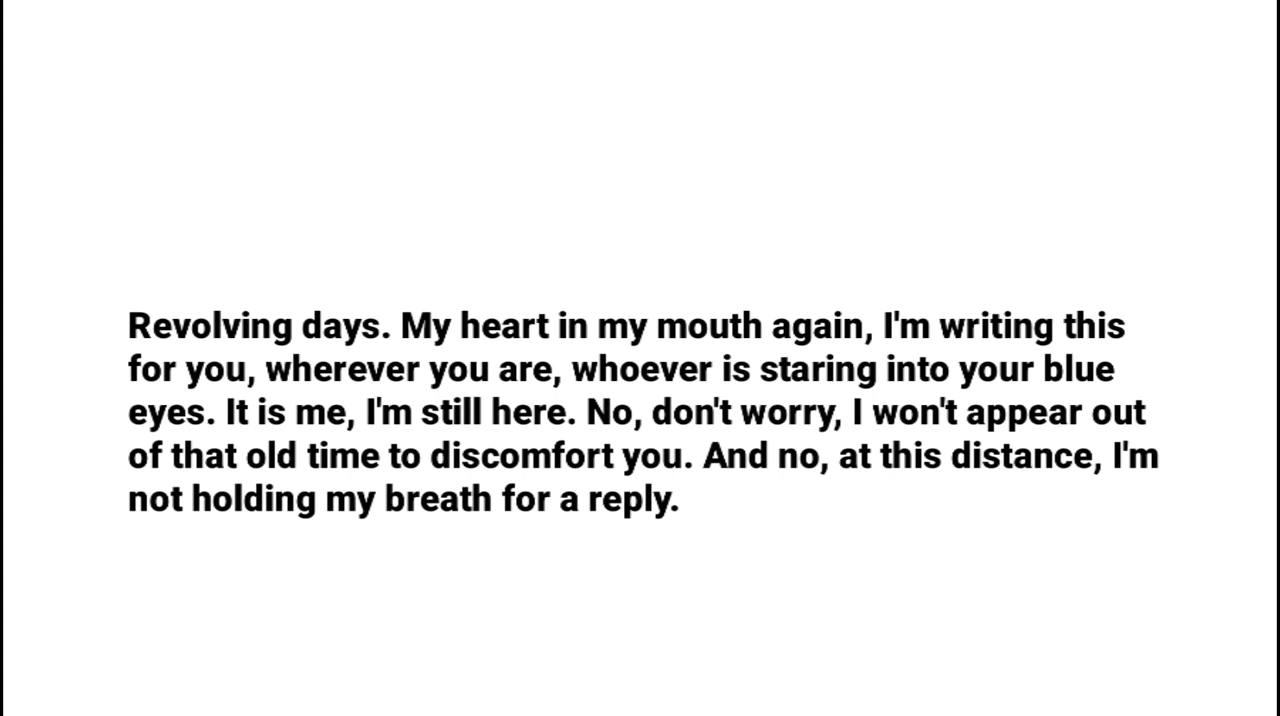 Revolving days. My heart in my mouth again, I'm writing this
for you, wherever you are, whoever is staring into your blue
eyes. It is me, I'm still here. No, don't worry, I won't appear out
of that old time to discomfort you. And no, at this distance, I'm
not holding my breath for a reply.